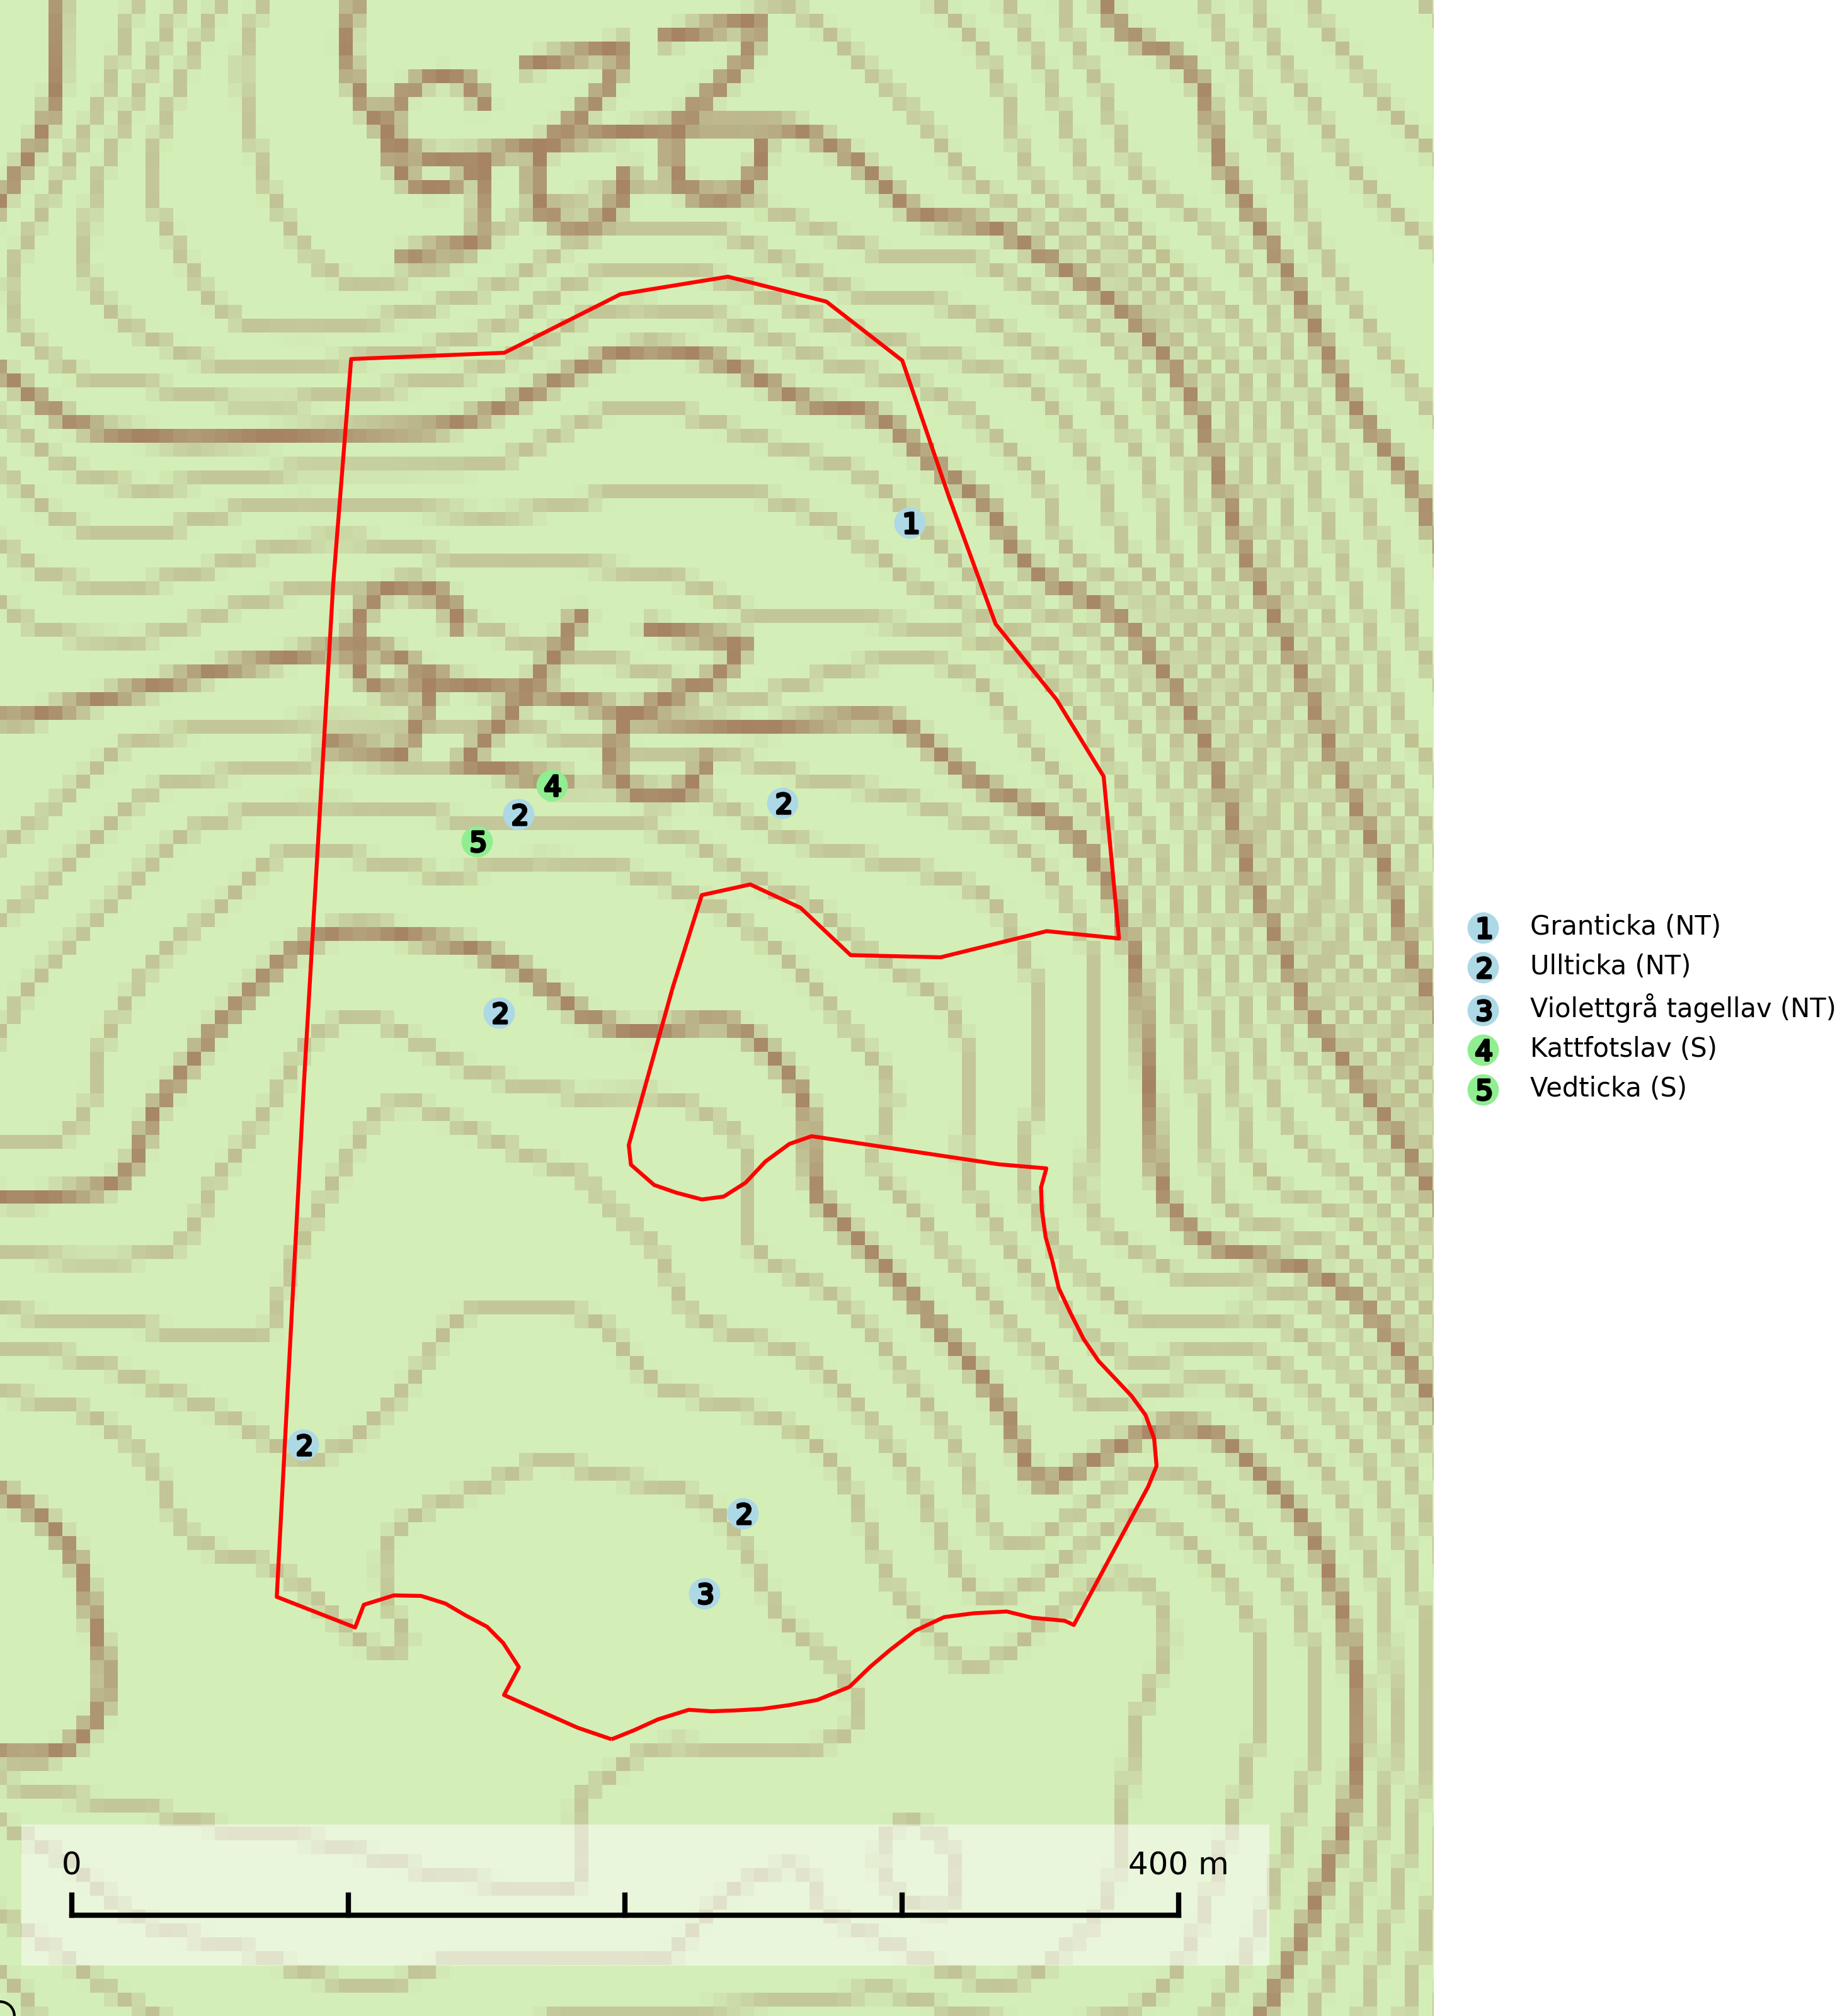 1
4
2
2
5
2
2
2
3
0
400 m
1 Granticka (NT)
2 Ullticka (NT)
3 Violettgrå tagellav (NT)
4 Kattfotslav (S)
5 Vedticka (S)